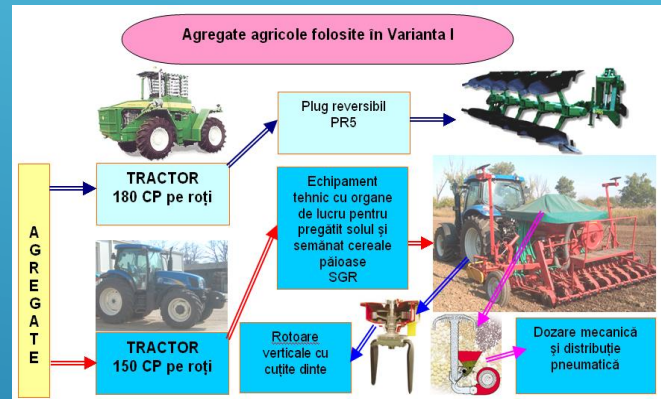 Agregate agricole folosite în Varianta I
Plug reversibil
PR5
TRACTOR
180 CP pe roți
AGREGATE
Echipament
tehnic cu organe
de lucru pentru
pregătit solul și
semănat cereale
păioase
SGR
TRACTOR
150 CP pe roți
Rotoare
verticale cu
cuțite dinte
Dozare mecanică
și distribuție
pneumatică